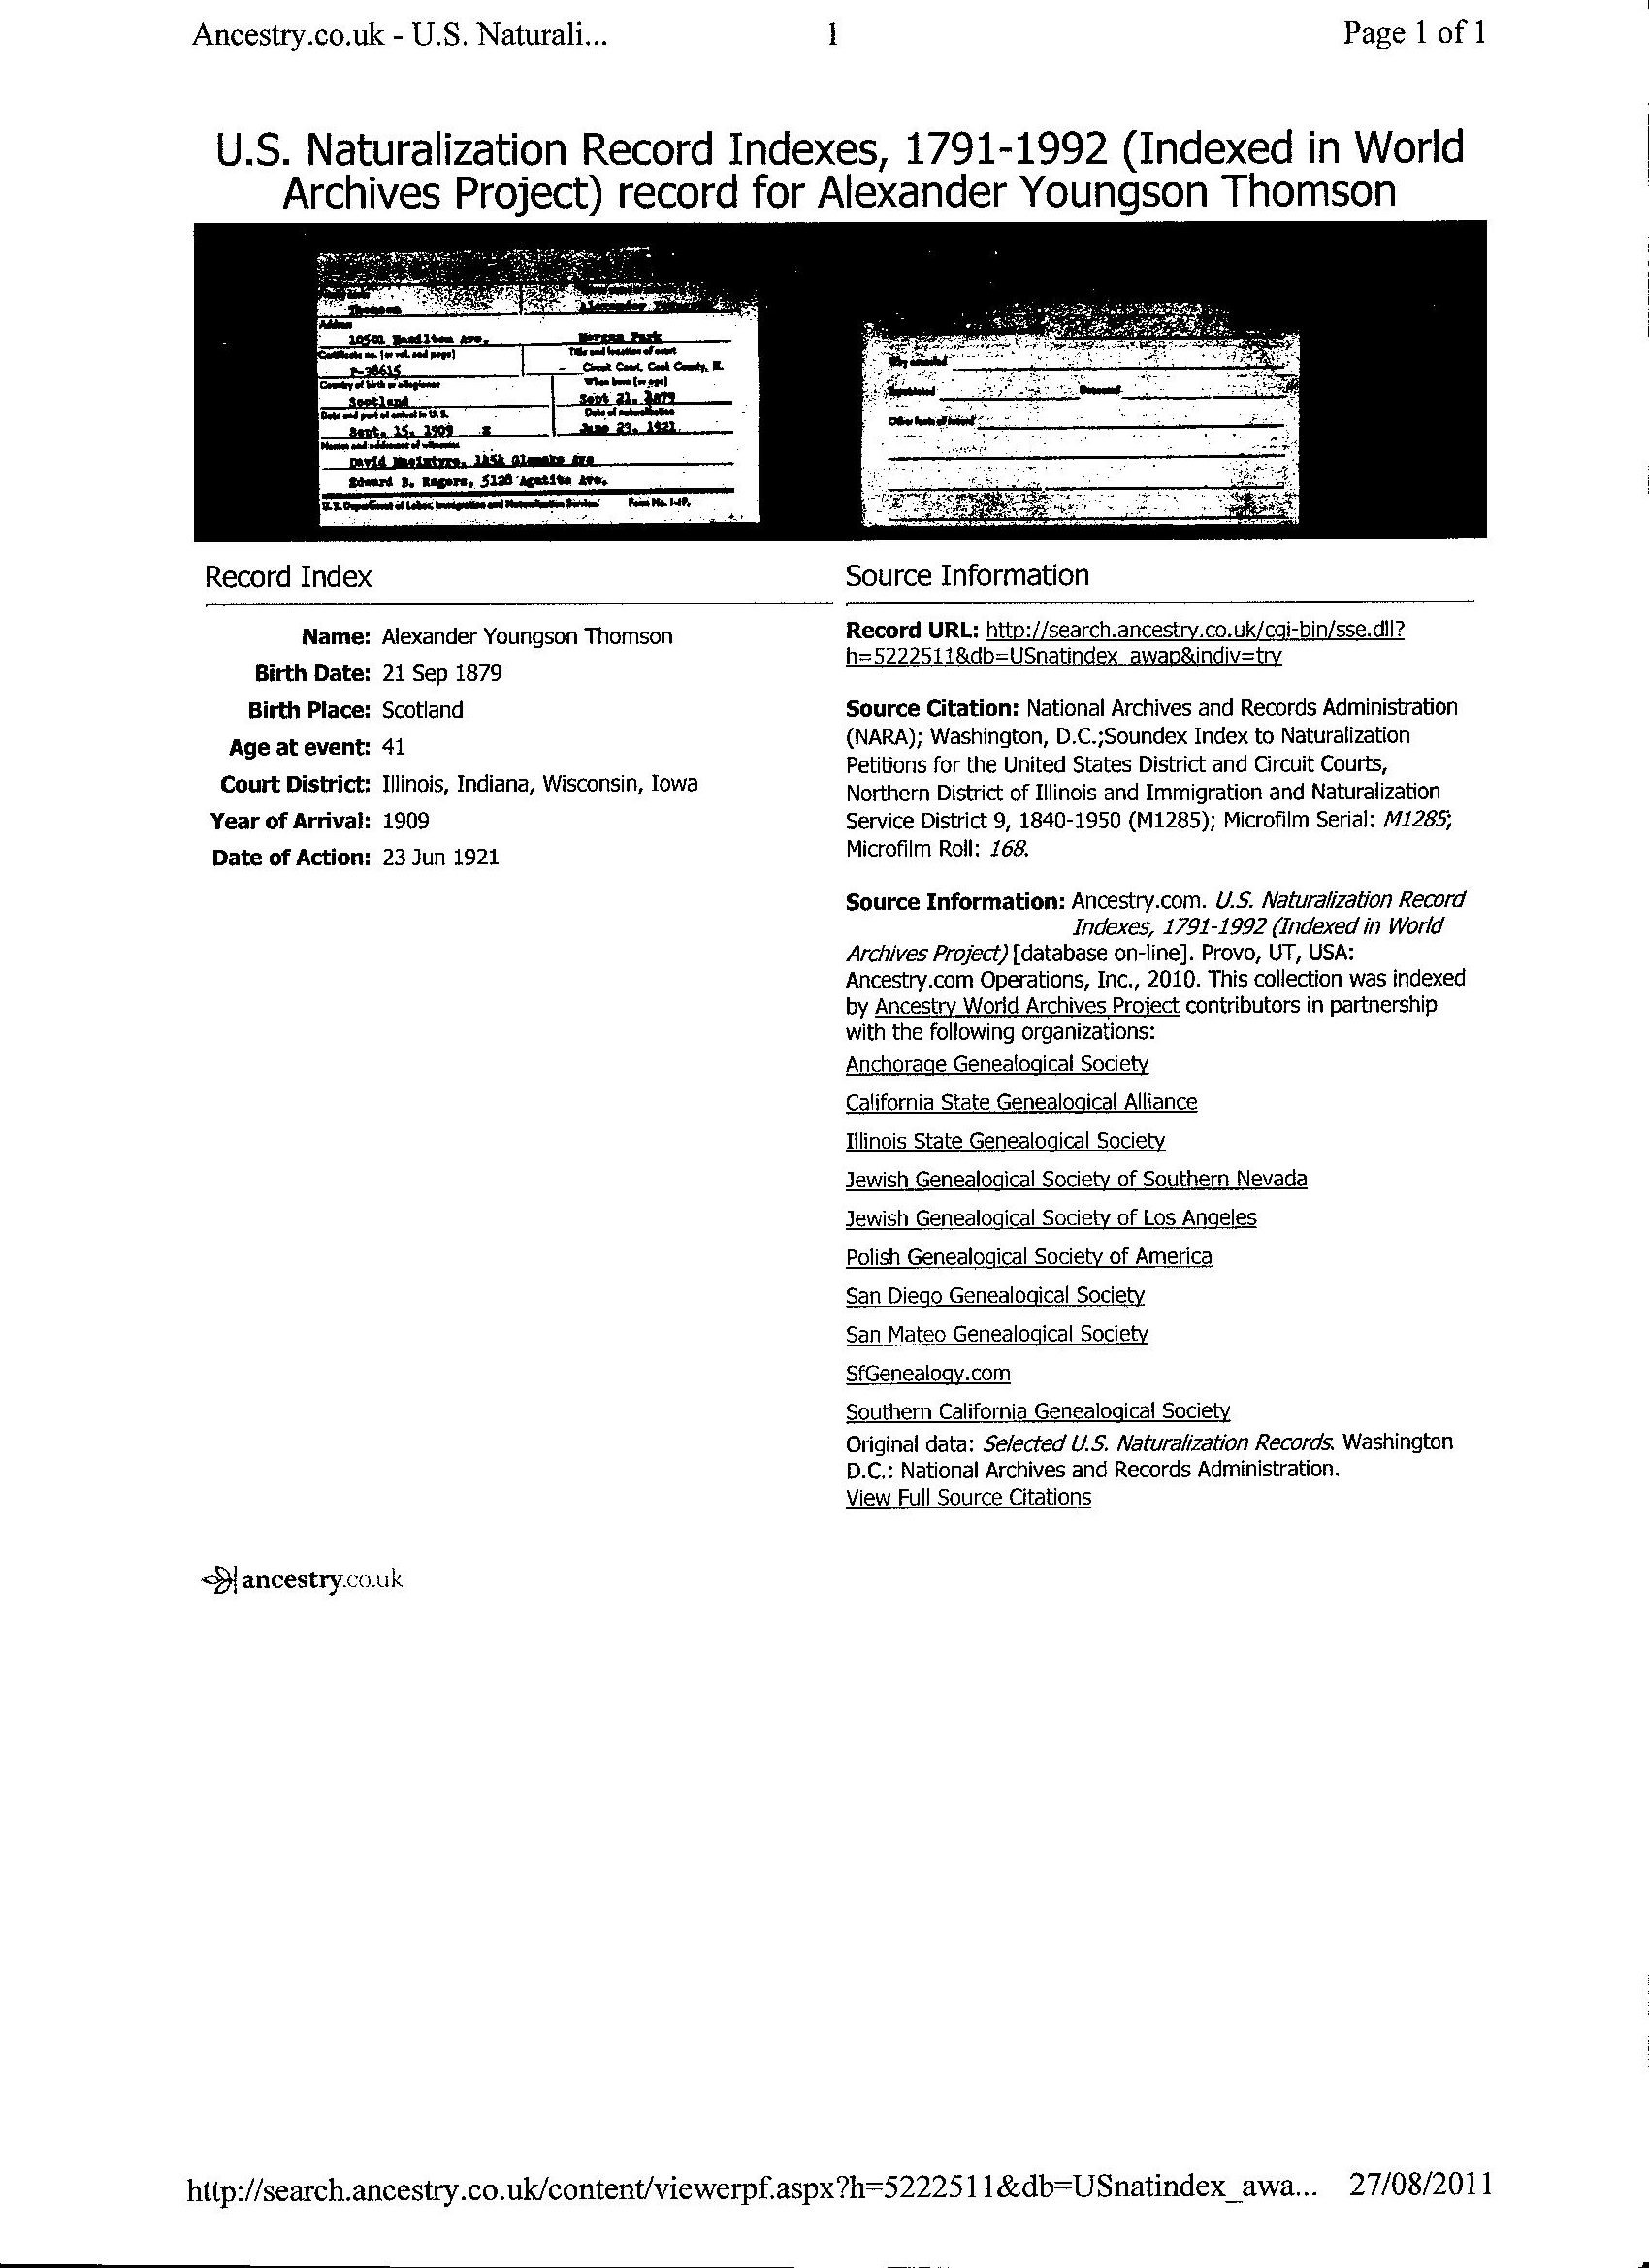 Ancestry.co.uk - U.S. Naturali... 1 Page 1 of 1
U.S. Naturalization Record Indexes, 1791-1992 (Indexed in World
Archives Project) record for Alexander Youngson Thomson
Thomson
Address
10501 Hamilton Ave. Morgan Park
Certificate no. (or vol. and page) Title and location of court
P-38615 Circuit Court, Cook County, Ill.
Country of birth or allegiance When born (or age)
Scotland Sept 21, 1879
Date and port of arrival in U.S. Date of naturalization
Sept. 15, 1909 June 23, 1921
Names and addresses of witnesses
David MacIntyre,
Edward B. Rogers, 5128 Agatite Ave.
U.S. Department of Labor, Immigration and Naturalization Service. Form No. 1-IP.
Why amended
Other facts of interest
Record Index
Name: Alexander Youngson Thomson
Birth Date: 21 Sep 1879
Birth Place: Scotland
Age at event: 41
Court District: Illinois, Indiana, Wisconsin, Iowa
Year of Arrival: 1909
Date of Action: 23 Jun 1921
Source Information
Record URL: http://search.ancestry.co.uk/cgi-bin/sse.dll?
h=5222511&db=USnatindex_awap&indiv=try
Source Citation: National Archives and Records Administration
(NARA); Washington, D.C.;Soundex Index to Naturalization
Petitions for the United States District and Circuit Courts,
Northern District of Illinois and Immigration and Naturalization
Service District 9, 1840-1950 (M1285); Microfilm Serial: M1285;
Microfilm Roll: 168.
Source Information: Ancestry.com. U.S. Naturalization Record
Indexes, 1791-1992 (Indexed in World
Archives Project) [database on-line]. Provo, UT, USA:
Ancestry.com Operations, Inc., 2010. This collection was indexed
by Ancestry World Archives Project contributors in partnership
with the following organizations:
Anchorage Genealogical Society
California State Genealogical Alliance
Illinois State Genealogical Society
Jewish Genealogical Society of Southern Nevada
Jewish Genealogical Society of Los Angeles
Polish Genealogical Society of America
San Diego Genealogical Society
San Mateo Genealogical Society
SfGenealogy.com
Southern California Genealogical Society
Original data: Selected U.S. Naturalization Records. Washington
D.C.: National Archives and Records Administration.
View Full Source Citations
ancestry.co.uk
http://search.ancestry.co.uk/content/viewerpf.aspx?h=5222511&db=USnatindex_awa... 27/08/2011